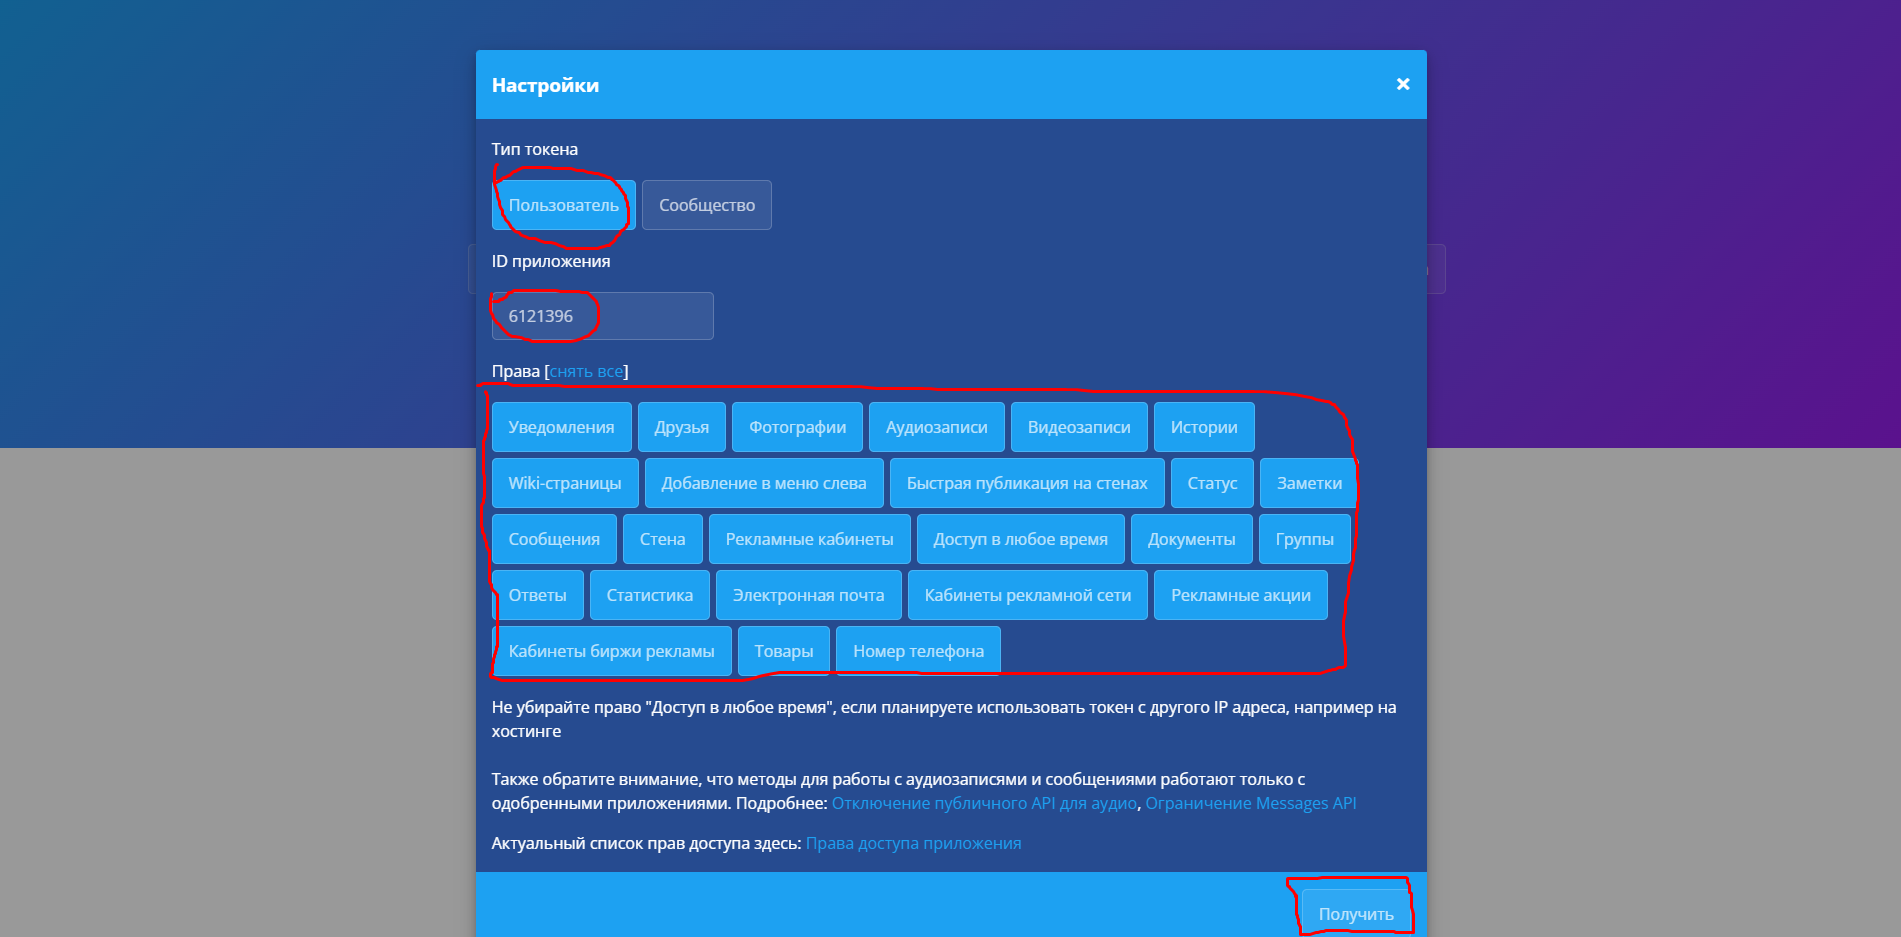 Настройки
Тип токена
Пользователь Сообщество
ID приложения
6121396
Права [снять все]
Уведомления Друзья Фотографии Аудиозаписи Видеозаписи Истории
Wiki-страницы Добавление в меню слева Быстрая публикация на стенах Статус Заметки
Сообщения Стена Рекламные кабинеты Доступ в любое время Документы Группы
Ответы Статистика Электронная почта Кабинеты рекламной сети Рекламные акции
Кабинеты биржи рекламы Товары Номер телефона
Не убирайте право "Доступ в любое время", если планируете использовать токен с другого IP адреса, например на
хостинге
Также обратите внимание, что методы для работы с аудиозаписями и сообщениями работают только с
одобренными приложениями. Подробнее: Отключение публичного API для аудио, Ограничение Messages API
Актуальный список прав доступа здесь: Права доступа приложения
Получить